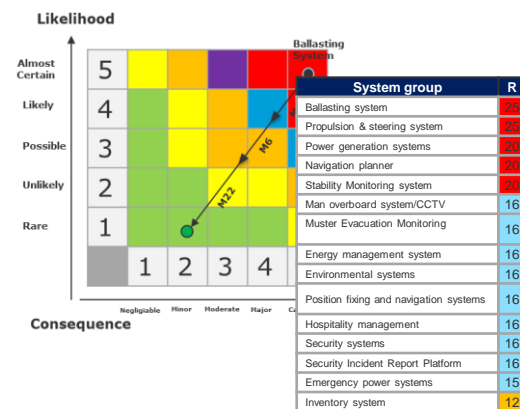 Likelihood
Ballasting
System
Almost
Certain
5
Likely
4
Possible
3
M6
Unlikely
2
M22
Rare
1
1 2 3 4
Negligiable Minor Moderate Major
Consequence
System group R
Ballasting system 25
Propulsion & steering system 25
Power generation systems 20
Navigation planner 20
Stability Monitoring system 20
Man overboard system/CCTV 16
Muster Evacuation Monitoring 16
Energy management system 16
Environmental systems 16
Position fixing and navigation systems 16
Hospitality management 16
Security systems 16
Security Incident Report Platform 16
Emergency power systems 15
Inventory system 12